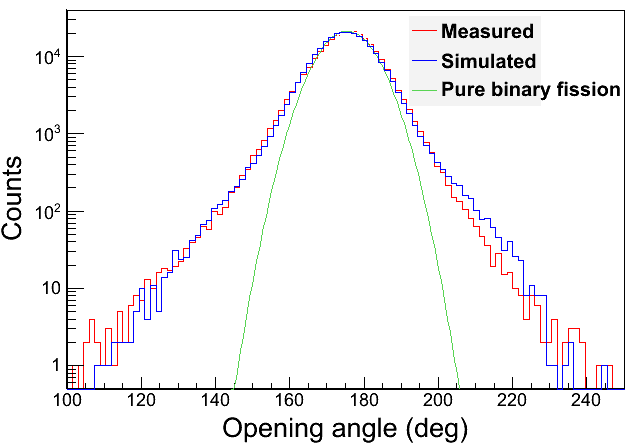 Measured
Simulated
Pure binary fission
Counts
10^4
10^3
10^2
10
1
100 120 140 160 180 200 220 240
Opening angle (deg)